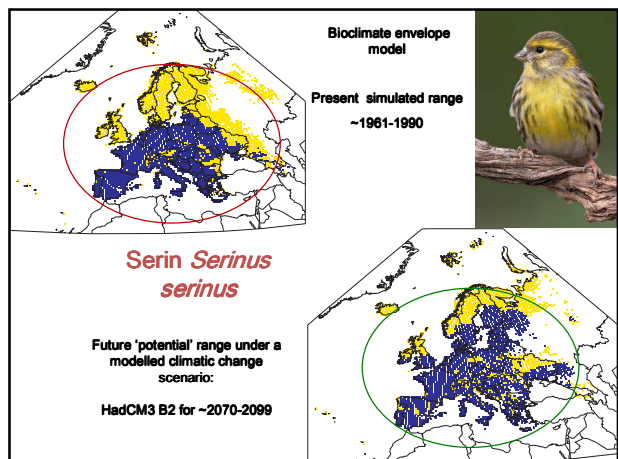 Bioclimate envelope
model
Present simulated range
~1961-1990
Serin Serinus
serinus
Future 'potential' range under a
modelled climatic change
scenario:
HadCM3 B2 for ~2070-2099